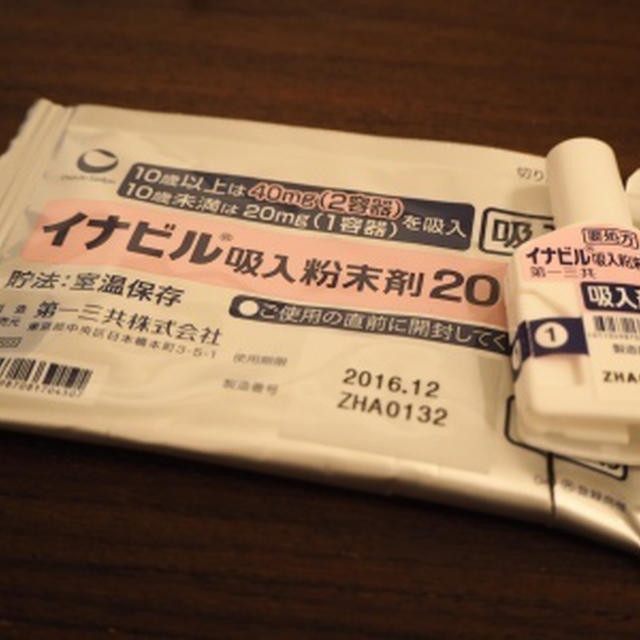 10歳以上は40mg(2容器)
10歳未満は20mg(1容器)を吸入
切り
吸
イナビル®吸入粉末剤20
貯法:室温保存
第一三共株式会社
東京都中央区日本橋本町3-5-1
●ご使用の直前に開封してく
使用期限
2016.12
製造番号
ZHA0132
要処方
イナビル®吸入粉末
第一三共
吸入
1
製造
ZHA